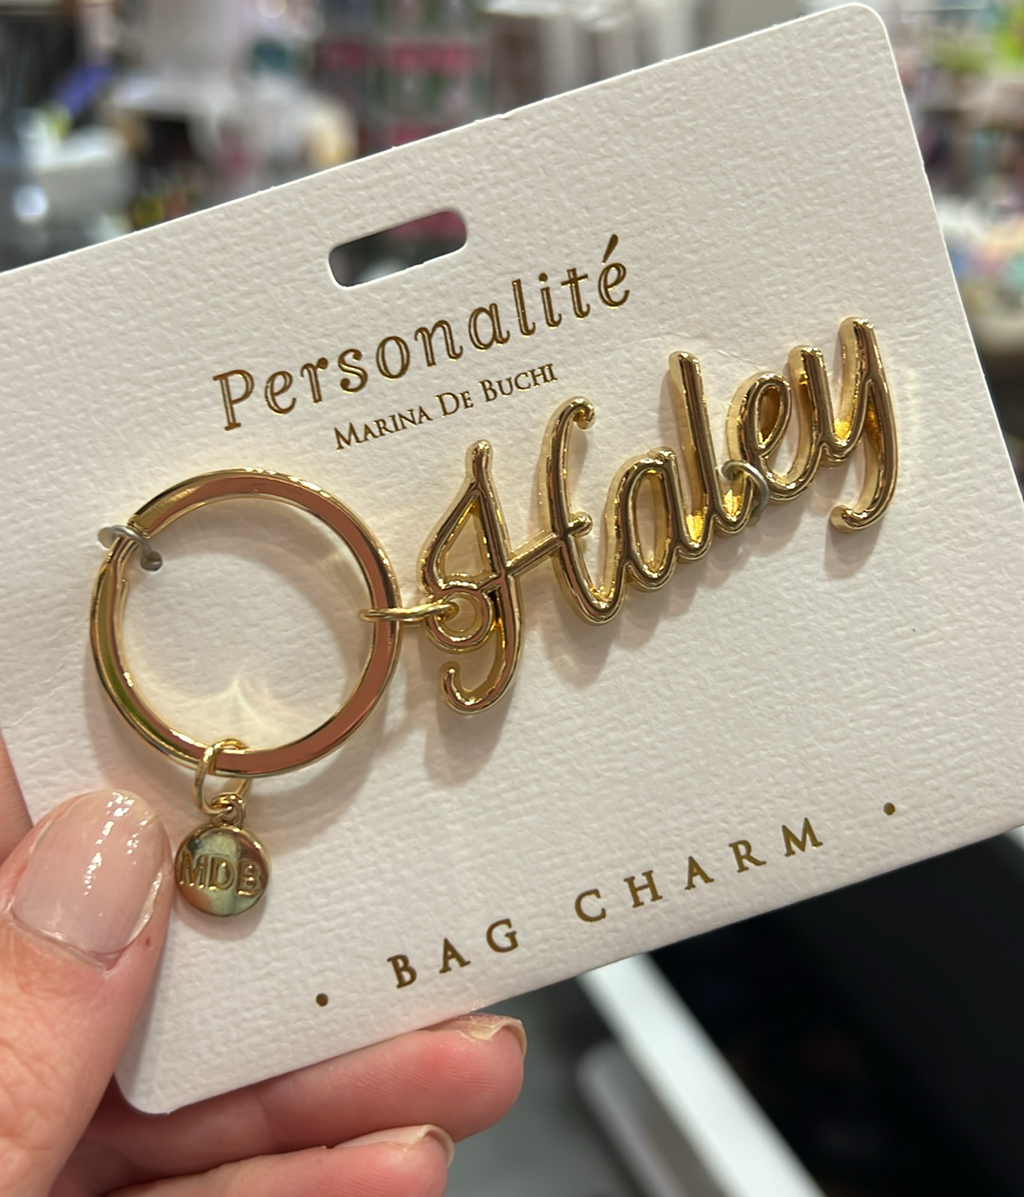 Personalité
MARINA DE BUCHI
Haley
MDB
• BAG CHARM •